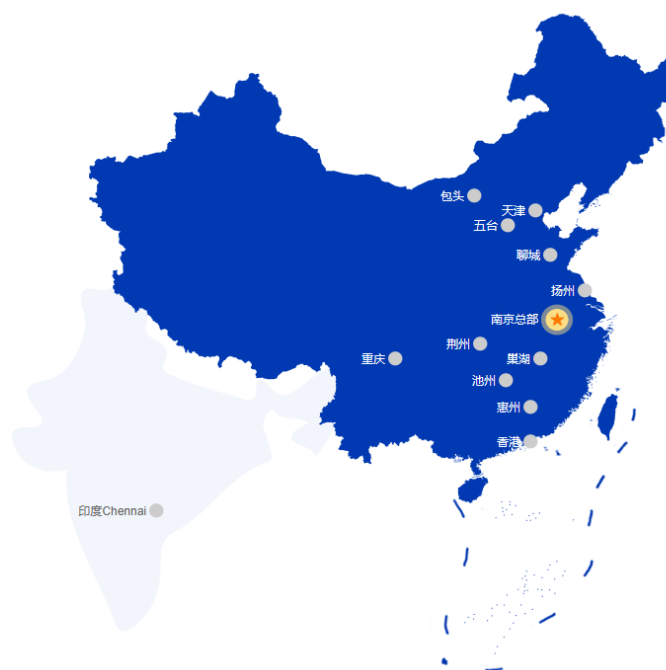 包头
天津
五台
聊城
扬州
南京总部
荆州
重庆
巢湖
池州
惠州
香港
印度Chennai